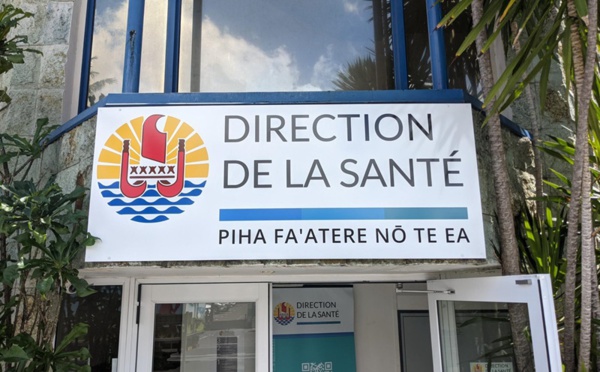 DIRECTION
DE LA SANTÉ
PIHA FA'ATERE NŌ TE EA
DIRECTION
DE LA SANTÉ